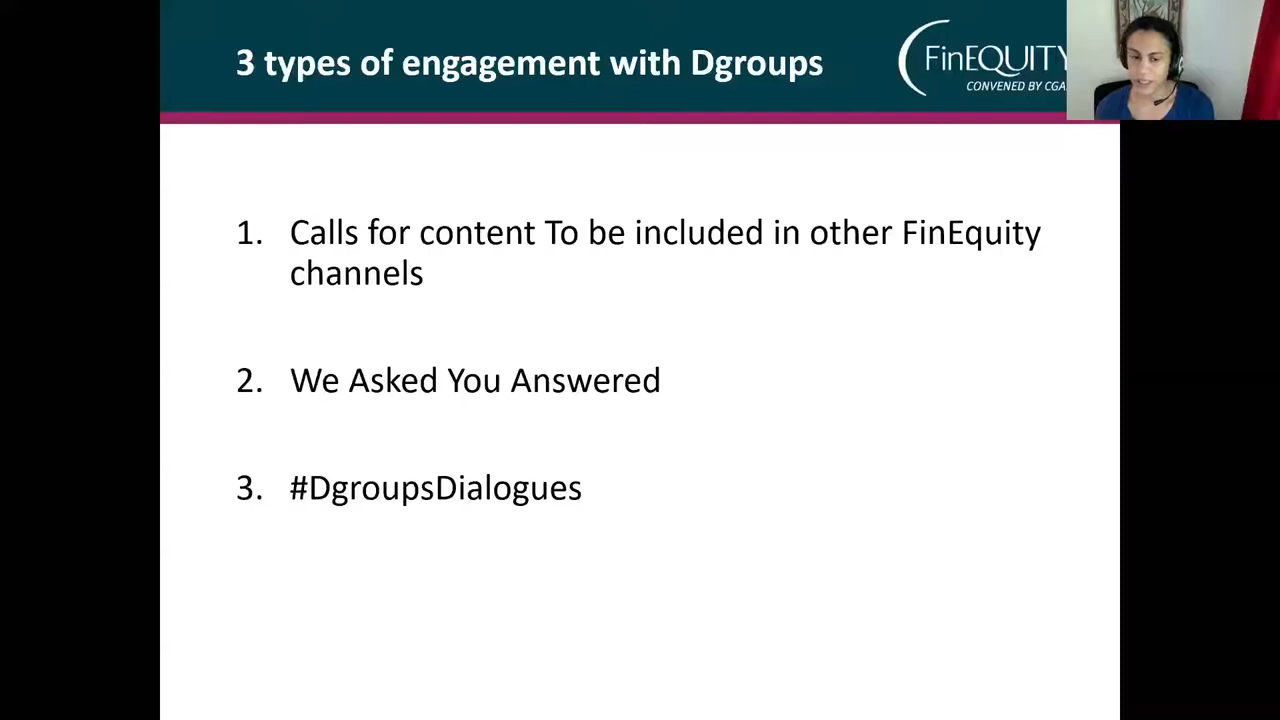 3 types of engagement with Dgroups
FinEQUITY
CONVENED BY CGA
1. Calls for content To be included in other FinEquity
channels
2. We Asked You Answered
3. #DgroupsDialogues